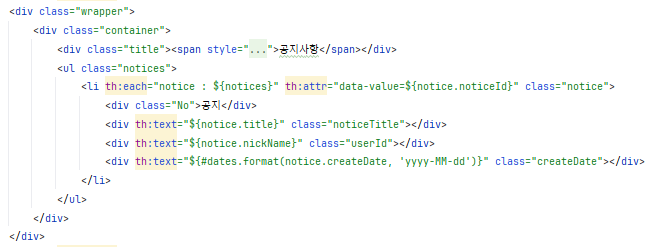 <div class="wrapper">
<div class="container">
<div class="title"><span style="...">공지사항</span></div>
<ul class="notices">
<li th:each="notice : ${notices}" th:attr="data-value=${notice.noticeId}" class="notice">
<div class="No">공지</div>
<div th:text="${notice.title}" class="noticeTitle"></div>
<div th:text="${notice.nickName}" class="userId"></div>
<div th:text="${#dates.format(notice.createDate, 'yyyy-MM-dd')}" class="createDate"></div>
</li>
</ul>
</div>
</div>